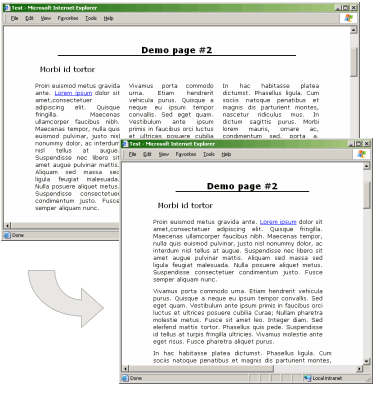 Test - Microsoft Internet Explorer
File Edit View Favorites Tools Help
Demo page #2
Morbi id tortor
Proin euismod metus gravida
ante. Lorem ipsum dolor sit
amet,consectetuer
adipiscing elit. Quisque
fringilla. Maecenas
ullamcorper faucibus nibh.
Maecenas tempor, nulla quis
euismod pulvinar, justo nisl
nonummy dolor, ac interdum
nisl tellus at augue.
Suspendisse nec libero sit
amet augue pulvinar mattis.
Aliquam sed massa sed
ligula feugiat malesuada.
Nulla posuere aliquet metus.
Suspendisse consectetuer
condimentum justo. Fusce
semper aliquam nunc.
Vivamus porta commodo
urna. Etiam hendrerit
vehicula purus. Quisque a
neque eu ipsum tempor
convallis. Sed eget quam.
Vestibulum ante ipsum
primis in faucibus orci luctus
et ultrices posuere cubilia
In hac habitasse platea
dictumst. Phasellus ligula. Cum
sociis natoque penatibus et
magnis dis parturient montes,
nascetur ridiculus mus. In
dictum sagittis purus. Morbi
lorem mauris, ornare ac,
condimentum sed, porta a,
Done
Test - Microsoft Internet Explorer
File Edit View Favorites Tools Help
Demo page #2
Morbi id tortor
Proin euismod metus gravida ante. Lorem ipsum dolor sit
amet,consectetuer adipiscing elit. Quisque fringilla.
Maecenas ullamcorper faucibus nibh. Maecenas tempor,
nulla quis euismod pulvinar, justo nisl nonummy dolor, ac
interdum nisl tellus at augue. Suspendisse nec libero sit
amet augue pulvinar mattis. Aliquam sed massa sed
ligula feugiat malesuada. Nulla posuere aliquet metus.
Suspendisse consectetuer condimentum justo. Fusce
semper aliquam nunc.
Vivamus porta commodo urna. Etiam hendrerit vehicula
purus. Quisque a neque eu ipsum tempor convallis. Sed
eget quam. Vestibulum ante ipsum primis in faucibus orci
luctus et ultrices posuere cubilia Curae; Nullam pharetra
molestie metus. Fusce sit amet leo. Integer diam. Sed
eleifend mattis tortor. Phasellus quis pede. Suspendisse
id tellus at turpis fringilla ultricies. Vivamus molestie ante
eget risus. Fusce pharetra aliquet purus.
In hac habitasse platea dictumst. Phasellus ligula. Cum
sociis natoque penatibus et magnis dis parturient montes,
Done
Local intranet